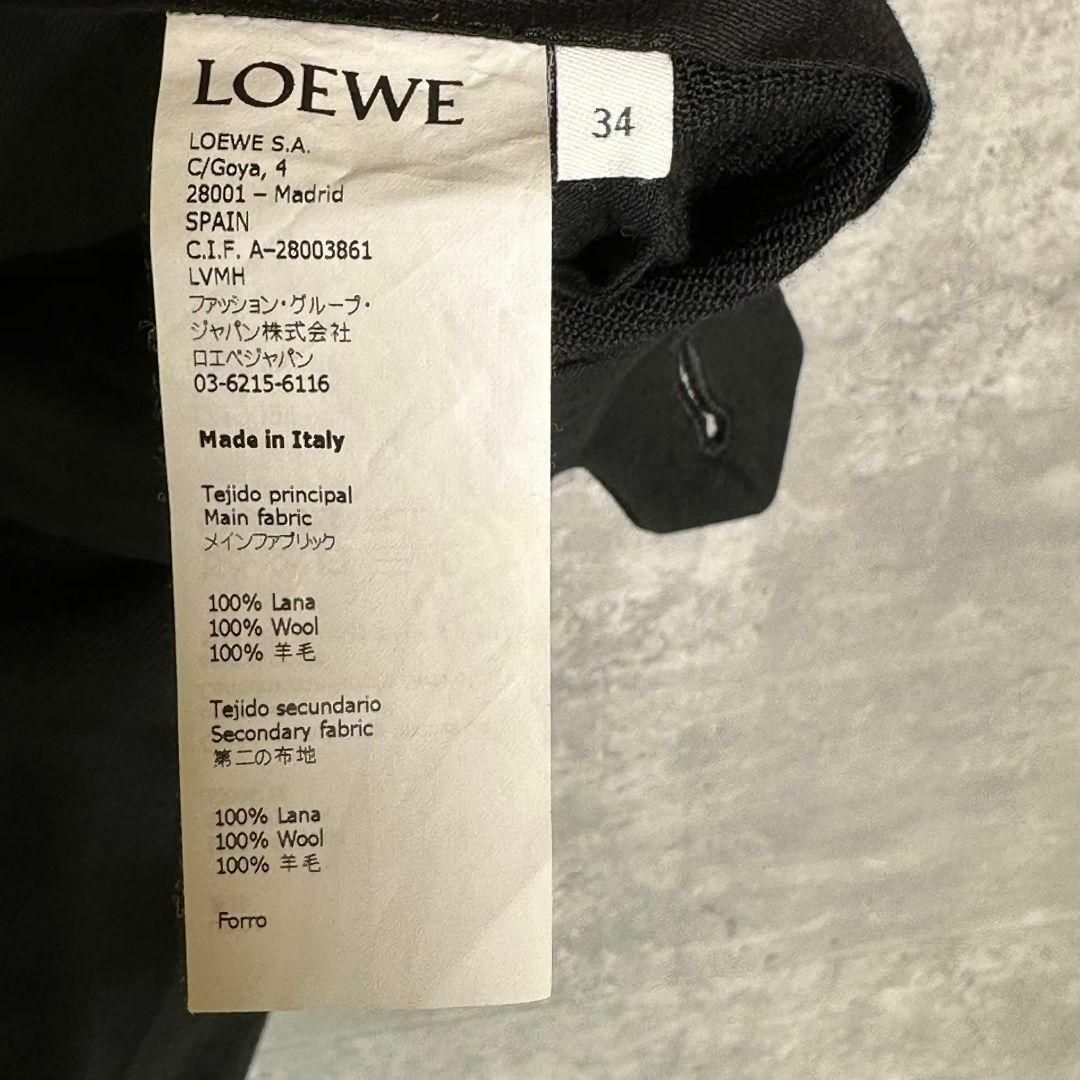 LOEWE
34
LOEWE S.A.
C/Goya, 4
28001 – Madrid
SPAIN
C.I.F. A–28003861
LVMH
ファッション・グループ・
ジャパン株式会社
ロエベジャパン
03-6215-6116
Made in Italy
Tejido principal
Main fabric
メインファブリック
100% Lana
100% Wool
100% 羊毛
Tejido secundario
Secondary fabric
第二の布地
100% Lana
100% Wool
100% 羊毛
Forro